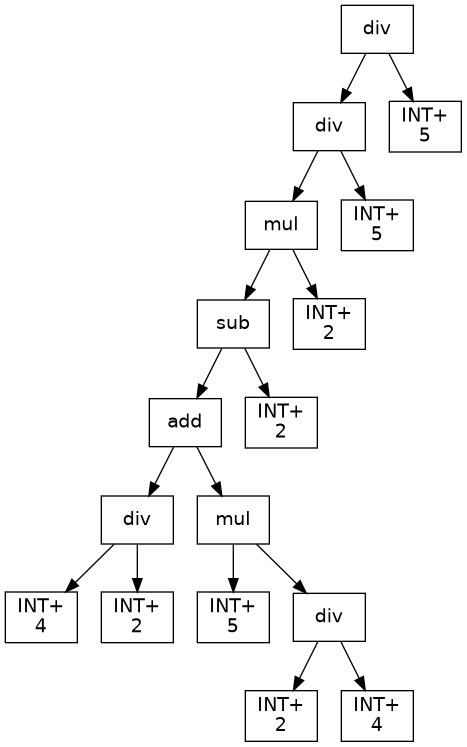 div
div
INT+
5
mul
INT+
5
sub
INT+
2
add
INT+
2
div
mul
INT+
4
INT+
2
INT+
5
div
INT+
2
INT+
4